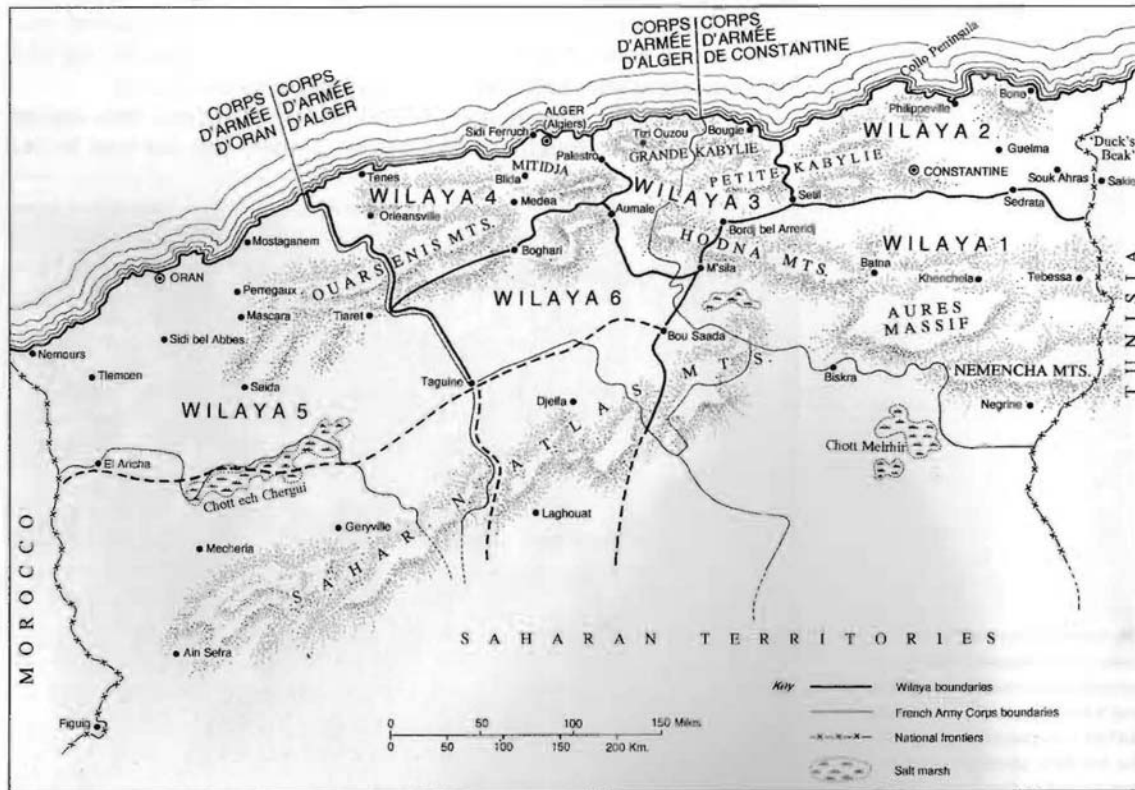 CORPS
D'ARMÉE
D'ALGER
CORPS
D'ARMÉE
DE CONSTANTINE
Collo Peninsula
CORPS
D'ARMÉE
D'ORAN
CORPS
D'ARMÉE
D'ALGER
Philippeville
Bone
ALGER
(Algiers)
Sidi Ferruch
Tizi Ouzou
Bougie
WILAYA 2
"Duck's
Beak"
Guelma
GRANDE KABYLIE
Palestro
MITIDJA
PETITE KABYLIE
CONSTANTINE
Souk Ahras
Sakiet
Tenes
Blida
WILAYA 4
WILAYA 3
Medea
Setif
Sedrata
Orleansville
Aumale
Bordj bel Arreridj
Mostaganem
OUARSENIS MTS.
Boghari
HODNA MTS.
WILAYA 1
M'sila
Batna
Khenchela
Tebessa
ORAN
Perregaux
WILAYA 6
AURES
MASSIF
Mascara
Tiaret
Bou Saada
Sidi bel Abbes
Nemours
Tlemcen
Saida
Taguine
Biskra
NEMENCHA MTS.
Djelfa
Negrine
WILAYA 5
Chott Melrhir
El Aricha
Chott ech Chergui
Laghouat
Geryville
Mecheria
SAHARAN ATLAS MTS.
MOROCCO
TUNISIA
SAHARAN TERRITORIES
Ain Sefra
Figuig
Key
Wilaya boundaries
French Army Corps boundaries
National frontiers
Salt marsh
0 50 100 150 Miles
0 50 100 150 200 Km.